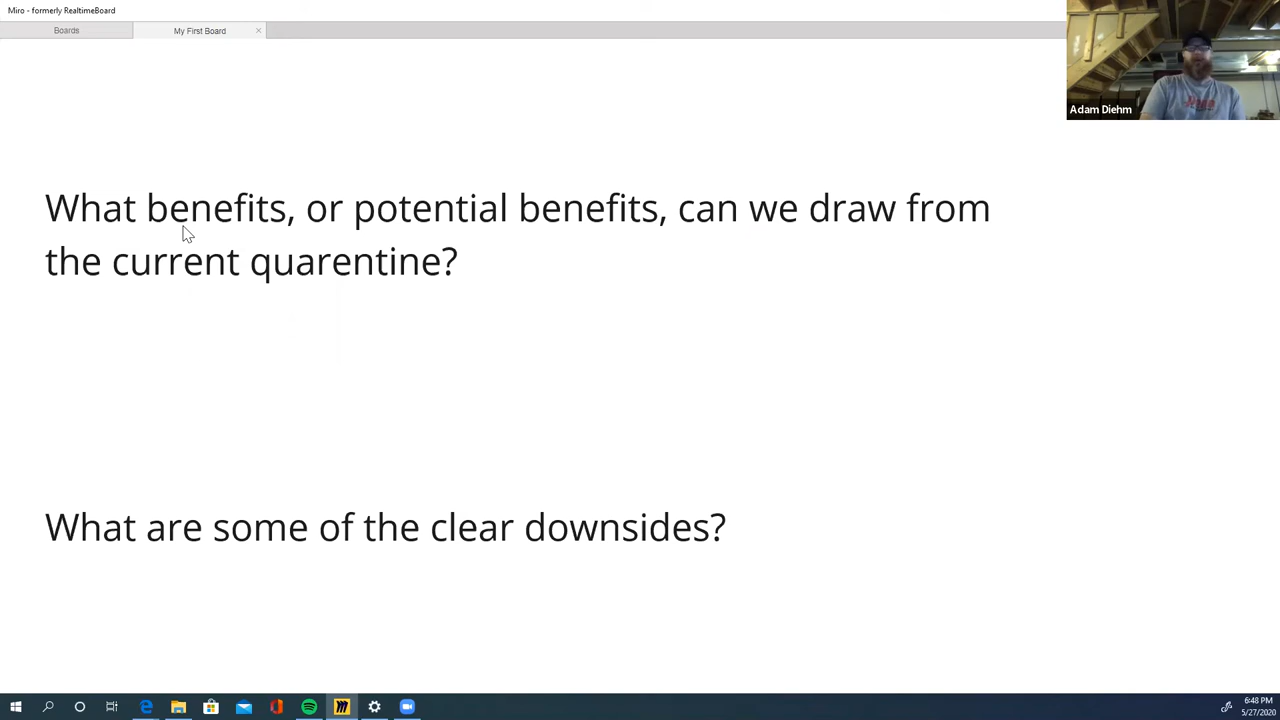 Miro - formerly RealtimeBoard
Boards
My First Board
Adam Diehm
What benefits, or potential benefits, can we draw from
the current quarentine?
What are some of the clear downsides?
6:48 PM
5/27/2020